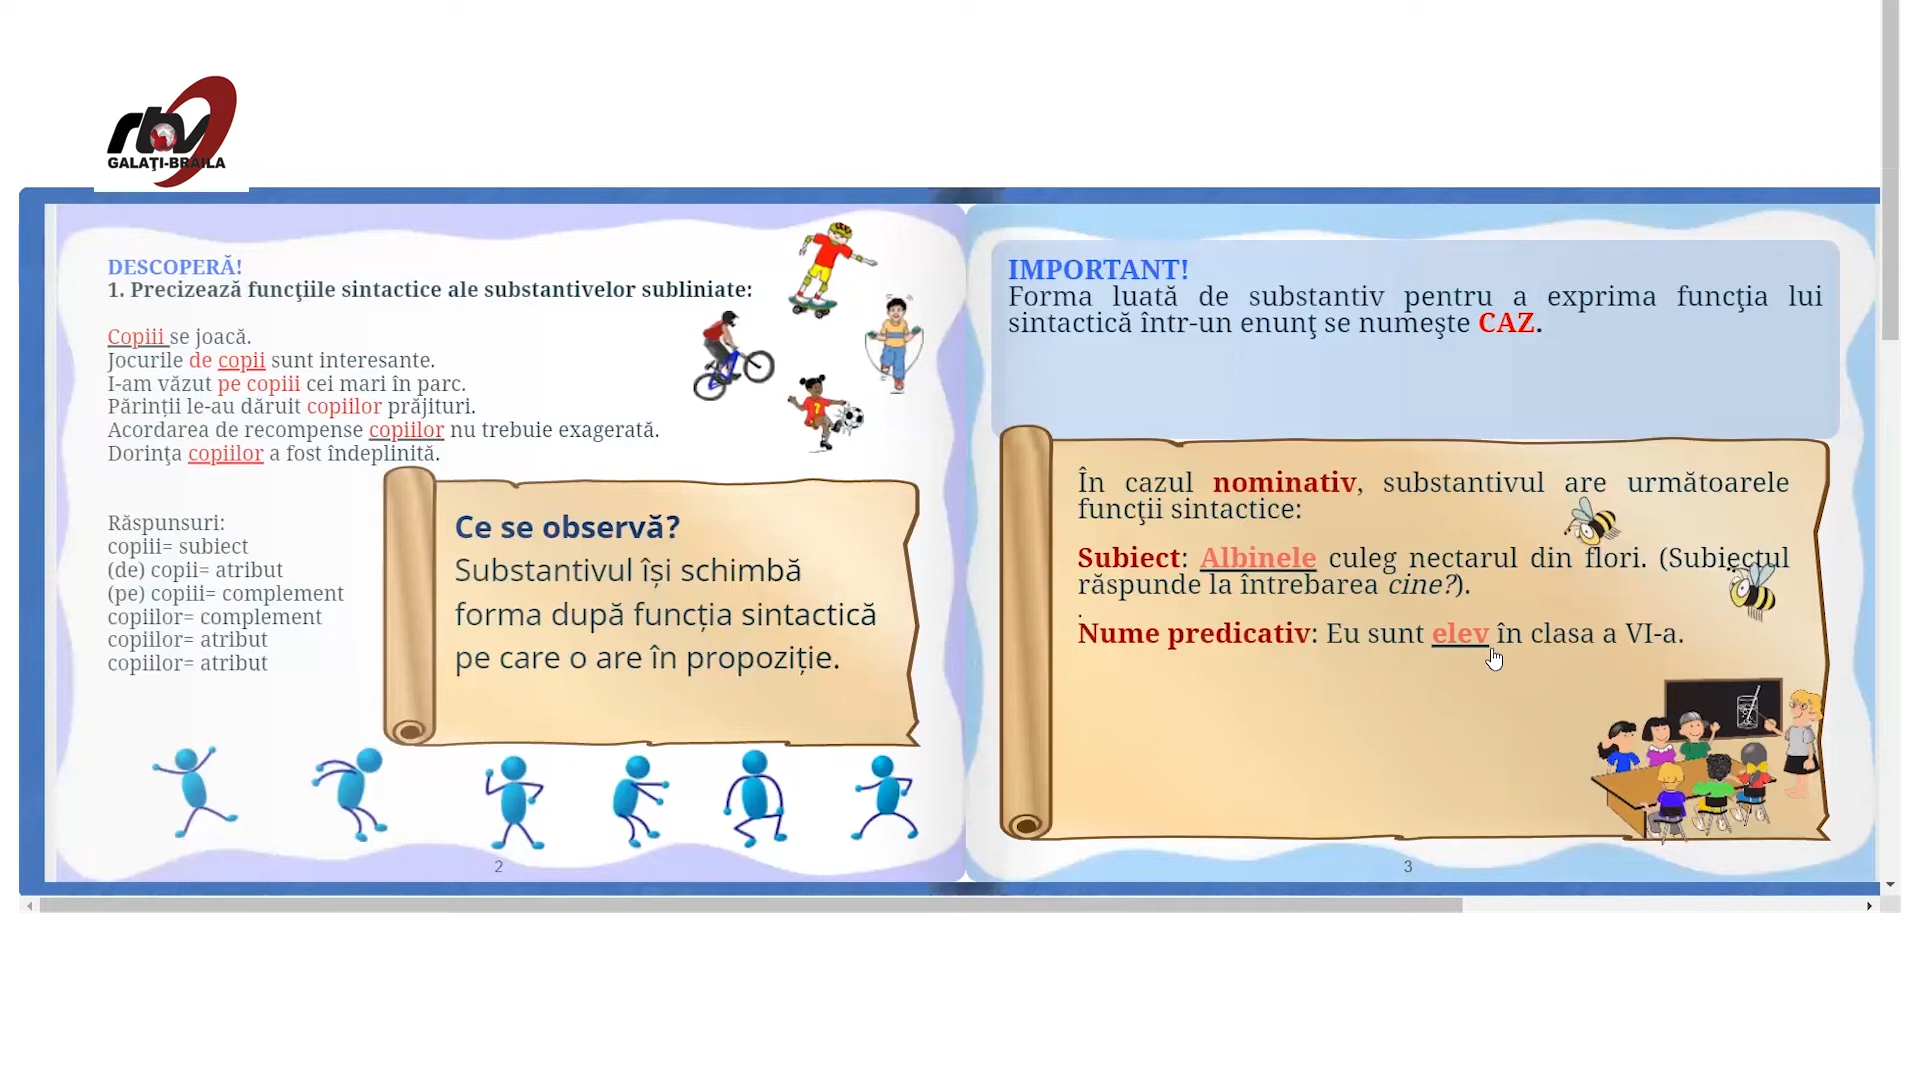 rtv
GALAŢI-BRĂILA
DESCOPERĂ!
1. Precizează funcţiile sintactice ale substantivelor subliniate:
Copiii se joacă.
Jocurile de copii sunt interesante.
I-am văzut pe copiii cei mari în parc.
Părinții le-au dăruit copiilor prăjituri.
Acordarea de recompense copiilor nu trebuie exagerată.
Dorinţa copiilor a fost îndeplinită.
Răspunsuri:
copiii= subiect
(de) copii= atribut
(pe) copiii= complement
copiilor= complement
copiilor= atribut
copiilor= atribut
Ce se observă?
Substantivul își schimbă
forma după funcția sintactică
pe care o are în propoziție.
2
IMPORTANT!
Forma luată de substantiv pentru a exprima funcţia lui
sintactică într-un enunţ se numeşte CAZ.
În cazul nominativ, substantivul are următoarele
funcţii sintactice:
Subiect: Albinele culeg nectarul din flori. (Subiectul
răspunde la întrebarea cine?).
.
Nume predicativ: Eu sunt elev în clasa a VI-a.
3